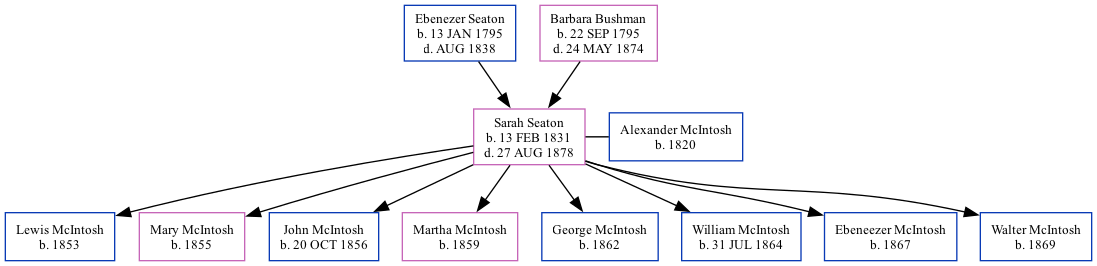 Ebenezer Seaton
b. 13 JAN 1795
d. AUG 1838
Barbara Bushman
b. 22 SEP 1795
d. 24 MAY 1874
Sarah Seaton
b. 13 FEB 1831
d. 27 AUG 1878
Alexander McIntosh
b. 1820
Lewis McIntosh
b. 1853
Mary McIntosh
b. 1855
John McIntosh
b. 20 OCT 1856
Martha McIntosh
b. 1859
George McIntosh
b. 1862
William McIntosh
b. 31 JUL 1864
Ebeneezer McIntosh
b. 1867
Walter McIntosh
b. 1869